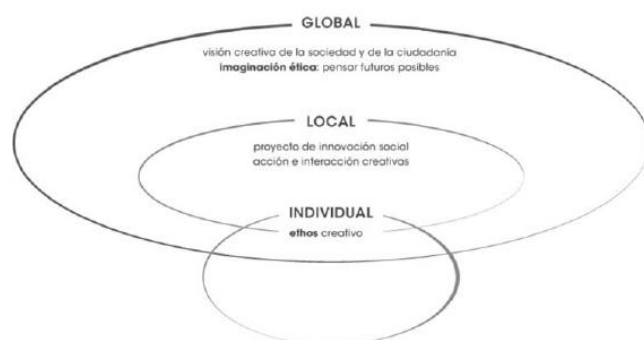 GLOBAL
visión creativa de la sociedad y de la ciudadanía
imaginación ética: pensar futuros posibles
LOCAL
proyecto de innovación social
acción e interacción creativas
INDIVIDUAL
ethos creativo